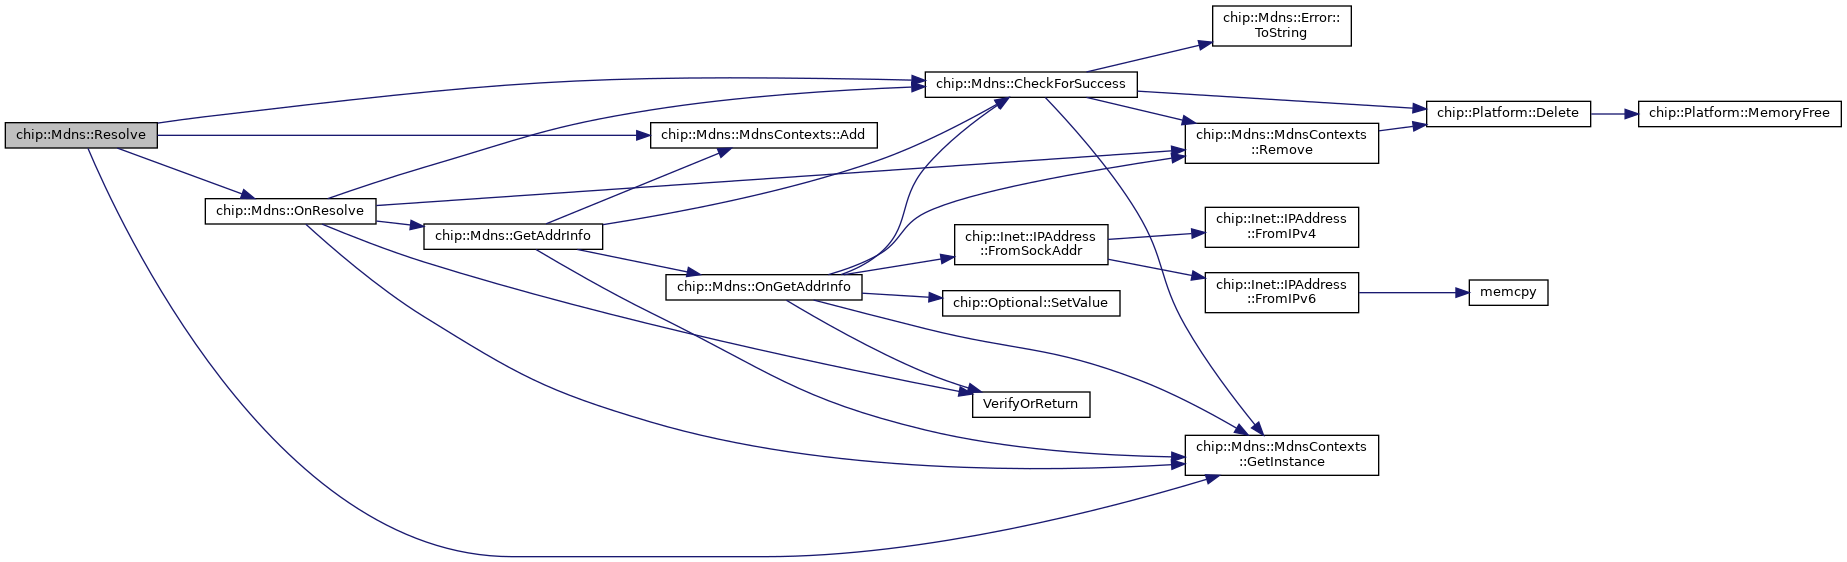 chip::Mdns::Resolve
chip::Mdns::OnResolve
chip::Mdns::GetAddrInfo
chip::Mdns::MdnsContexts::Add
chip::Mdns::OnGetAddrInfo
chip::Mdns::CheckForSuccess
chip::Inet::IPAddress
::FromSockAddr
chip::Optional::SetValue
VerifyOrReturn
chip::Mdns::Error::
ToString
chip::Mdns::MdnsContexts
::Remove
chip::Inet::IPAddress
::FromIPv4
chip::Inet::IPAddress
::FromIPv6
chip::Mdns::MdnsContexts
::GetInstance
chip::Platform::Delete
memcpy
chip::Platform::MemoryFree